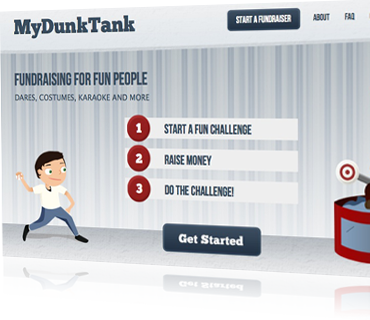 MyDunkTank
START A FUNDRAISER ABOUT FAQ
FUNDRAISING FOR FUN PEOPLE
DARES, COSTUMES, KARAOKE AND MORE
1 START A FUN CHALLENGE
2 RAISE MONEY
3 DO THE CHALLENGE!
Get Started